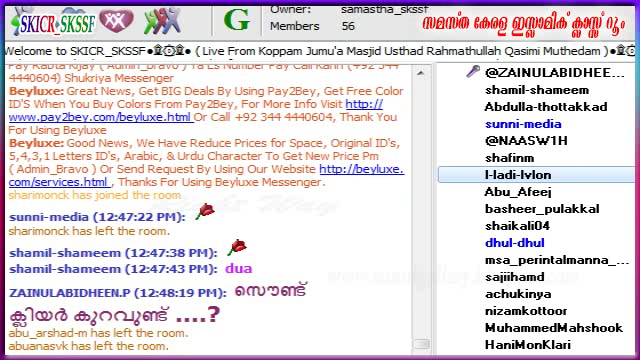 SKICR_SKSSF
G
Owner: samastha_skssf
Members 56
സമസ്ത കേരള ഇസ്ലാമിക് ക്ലാസ്സ് റൂം
Welcome to SKICR_SKSSF ( Live From Koppam Jumu'a Masjid Usthad Rahmathullah Qasimi Muthedam )
Pay Kabta Kijay ( Admin_Bravo ) Ya Ls Number Pay Call Karin (+92 344
4440604) Shukriya Messenger
Beyluxe: Great News, Get BIG Deals By Using Pay2Bey, Get Free Color
ID'S When You Buy Colors From Pay2Bey, For More Info Visit http://
www.pay2bey.com/beyluxe.html Or Call +92 344 4440604, Thank You
For Using Beyluxe
Beyluxe: Good News, We Have Reduce Prices for Space, Original ID's,
5,4,3,1 Letters ID's, Arabic, & Urdu Character To Get New Price Pm
( Admin_Bravo ) Or Send Request By Using Our Website http://beyluxe.
com/services.html , Thanks For Using Beyluxe Messenger.
sharimonck has joined the room.
sunni-media (12:47:22 PM):
sharimonck has left the room.
shamil-shameem (12:47:38 PM):
shamil-shameem (12:47:43 PM): dua
ZAINULABIDHEEN.P (12:48:19 PM): സൌണ്ട്
ക്ലിയർ കുറവുണ്ട് ....?
abu_arshad-m has left the room.
abuanasvk has left the room.
@ZAINULABIDHEE...
shamil-shameem
Abdulla-thottakkad
sunni-media
@NAASW1H
shafinm
I-ladi-lvlon
Abu_Afeej
basheer_pulakkal
shaikali04
dhul-dhul
msa_perintalmanna_...
sajiihamd
achukinya
nizamkottoor
MuhammedMahshook
HaniMonKlari